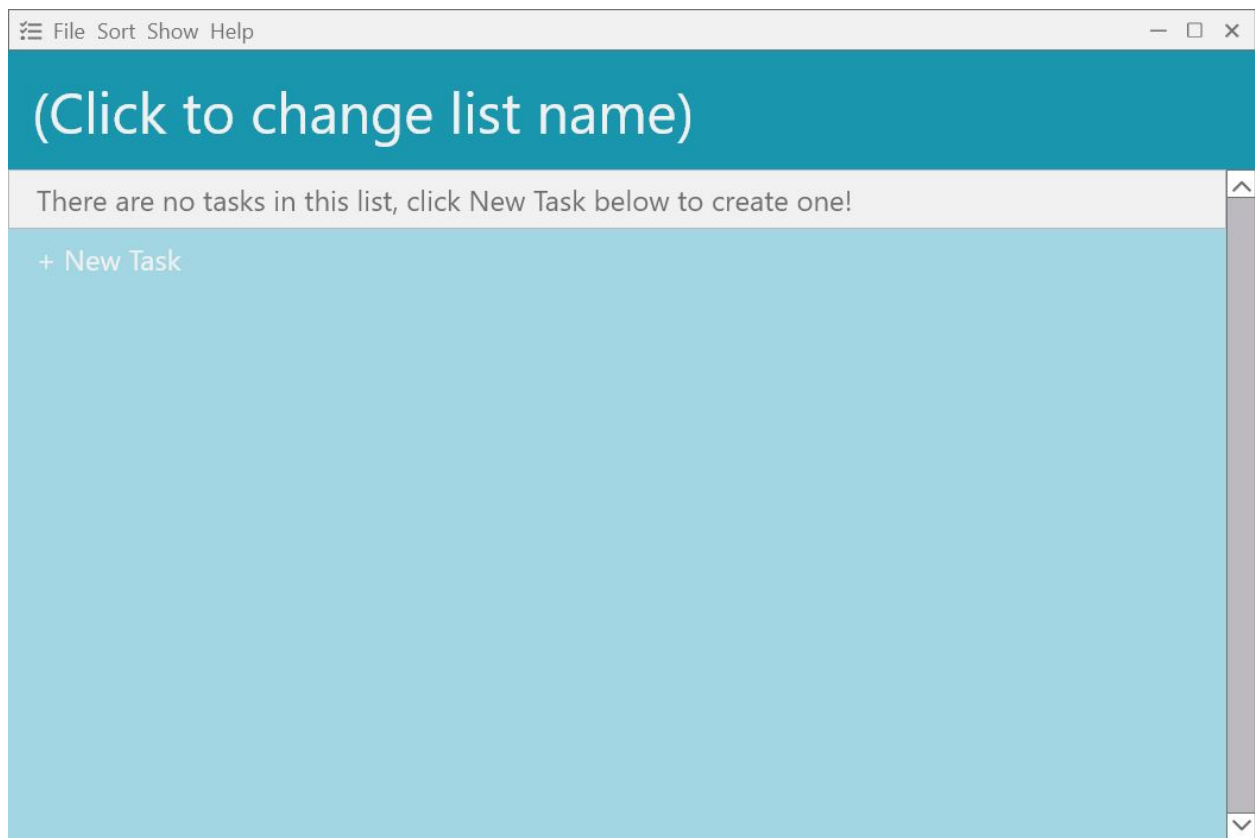 File Sort Show Help
(Click to change list name)
There are no tasks in this list, click New Task below to create one!
+ New Task